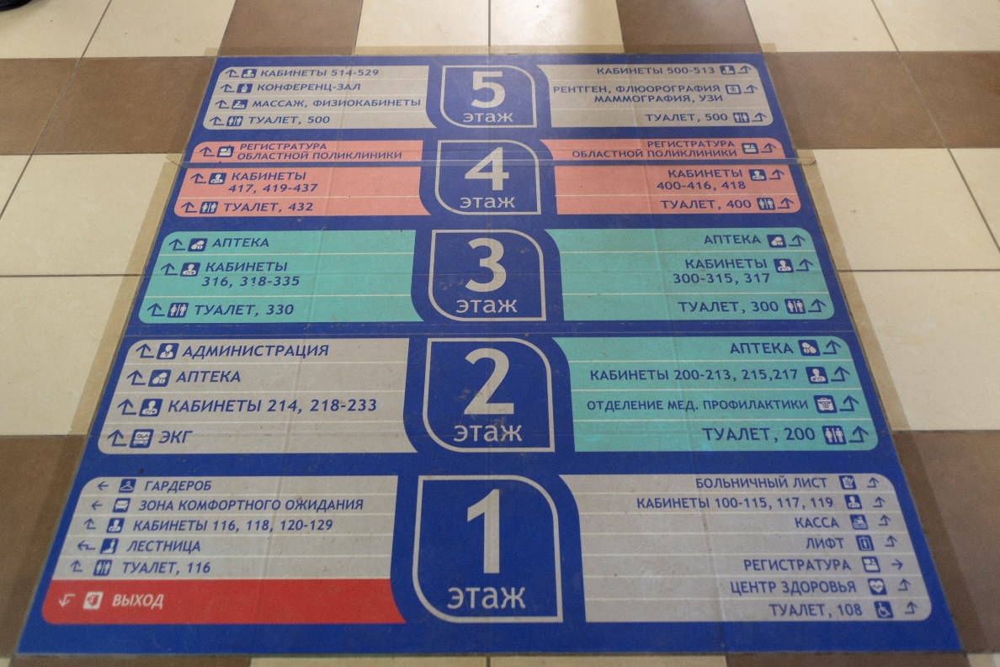 КАБИНЕТЫ 514-529
КОНФЕРЕНЦ-ЗАЛ
МАССАЖ, ФИЗИОКАБИНЕТЫ
ТУАЛЕТ, 500
5
этаж
КАБИНЕТЫ 500-513
РЕНТГЕН, ФЛЮОРОГРАФИЯ
МАММОГРАФИЯ, УЗИ
ТУАЛЕТ, 500
РЕГИСТРАТУРА
ОБЛАСТНОЙ ПОЛИКЛИНИКИ
КАБИНЕТЫ
417, 419-437
ТУАЛЕТ, 432
4
этаж
РЕГИСТРАТУРА
ОБЛАСТНОЙ ПОЛИКЛИНИКИ
КАБИНЕТЫ
400-416, 418
ТУАЛЕТ, 400
АПТЕКА
КАБИНЕТЫ
316, 318-335
ТУАЛЕТ, 330
3
этаж
АПТЕКА
КАБИНЕТЫ
300-315, 317
ТУАЛЕТ, 300
АДМИНИСТРАЦИЯ
АПТЕКА
КАБИНЕТЫ 214, 218-233
ЭКГ
2
этаж
АПТЕКА
КАБИНЕТЫ 200-213, 215,217
ОТДЕЛЕНИЕ МЕД. ПРОФИЛАКТИКИ
ТУАЛЕТ, 200
ГАРДЕРОБ
ЗОНА КОМФОРТНОГО ОЖИДАНИЯ
КАБИНЕТЫ 116, 118, 120-129
ЛЕСТНИЦА
ТУАЛЕТ, 116
ВЫХОД
1
этаж
БОЛЬНИЧНЫЙ ЛИСТ
КАБИНЕТЫ 100-115, 117, 119
КАССА
ЛИФТ
РЕГИСТРАТУРА
ЦЕНТР ЗДОРОВЬЯ
ТУАЛЕТ, 108